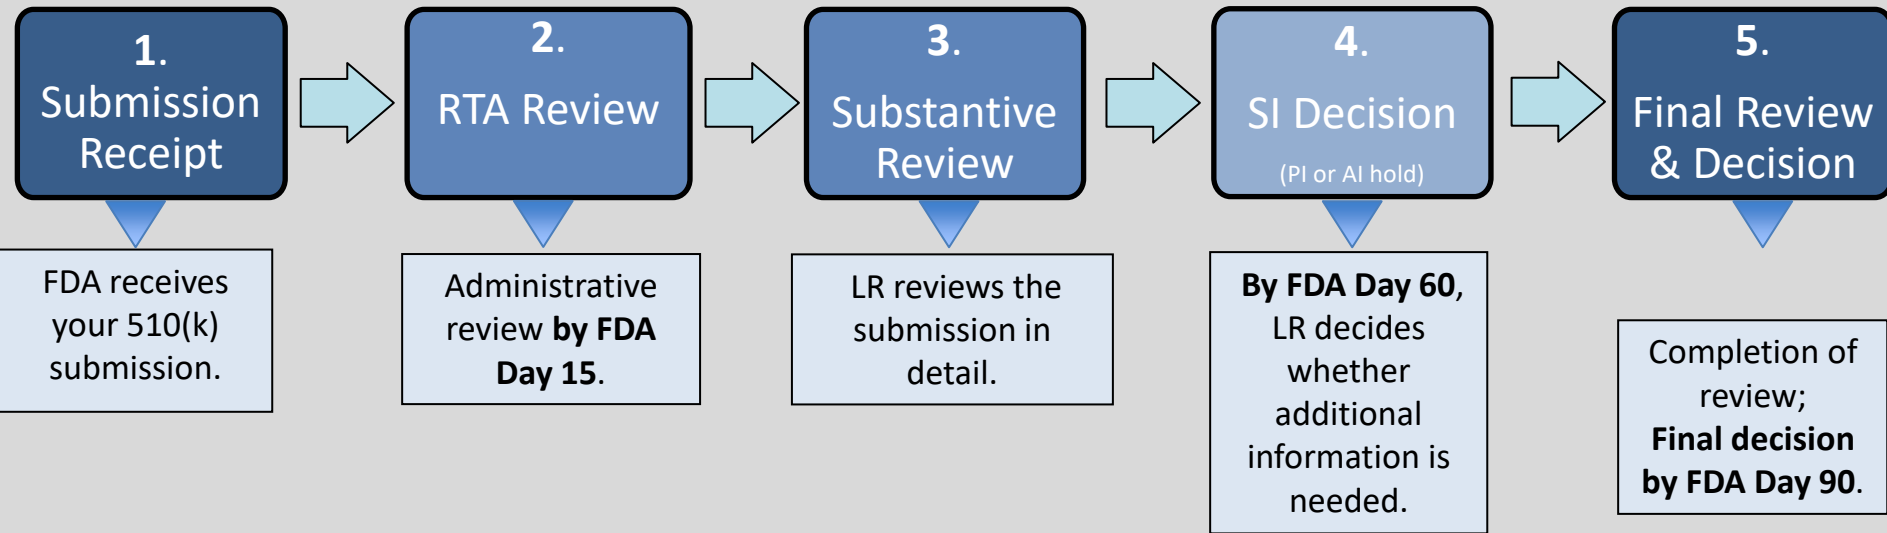 1.
Submission
Receipt
2.
RTA Review
3.
Substantive
Review
4.
SI Decision
(PI or AI hold)
5.
Final Review
& Decision
FDA receives
your 510(k)
submission.
Administrative
review by FDA
Day 15.
LR reviews the
submission in
detail.
By FDA Day 60,
LR decides
whether
additional
information is
needed.
Completion of
review;
Final decision
by FDA Day 90.